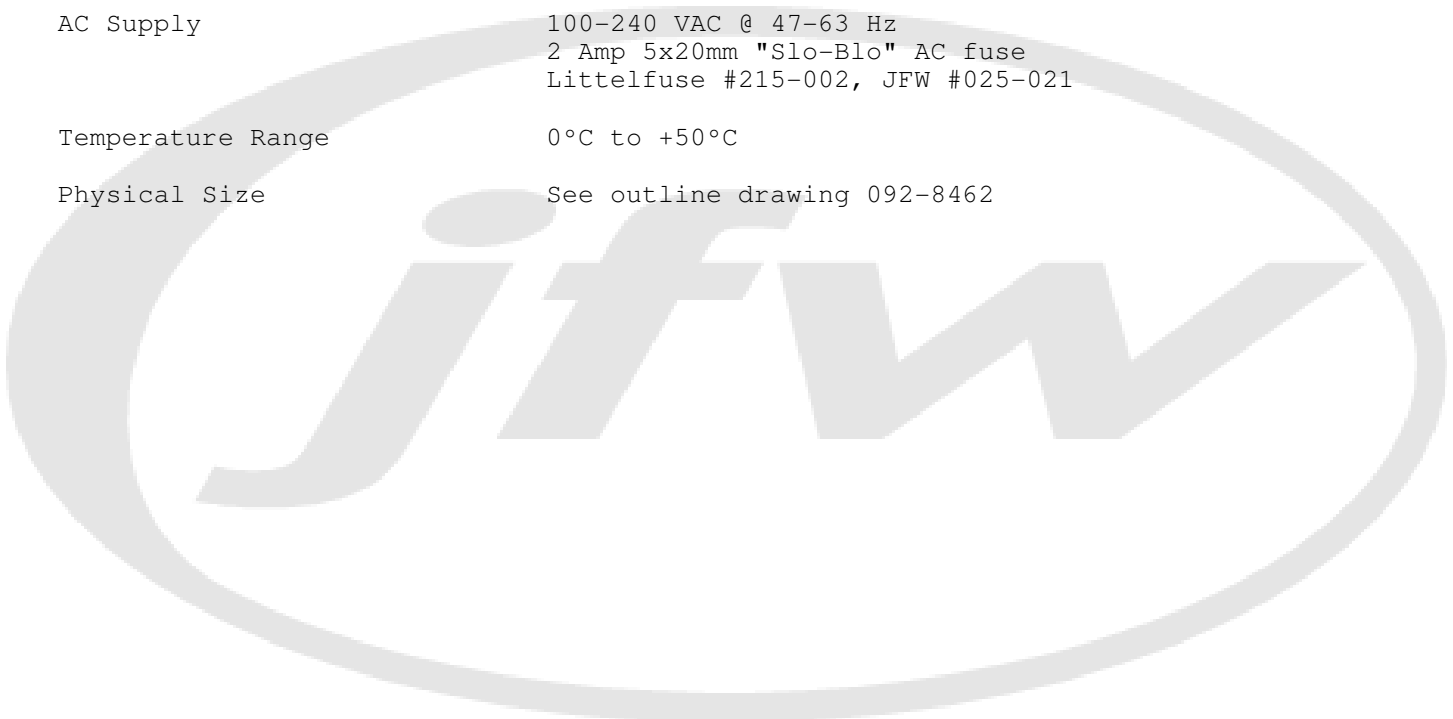 AC Supply 100-240 VAC @ 47-63 Hz
2 Amp 5x20mm "Slo-Blo" AC fuse
Littelfuse #215-002, JFW #025-021
Temperature Range 0°C to +50°C
Physical Size See outline drawing 092-8462
jfw